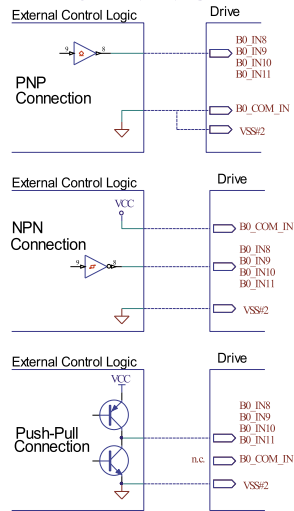 External Control Logic
Drive
9
8
B0_IN8
B0_IN9
B0_IN10
B0_IN11
PNP
Connection
B0_COM_IN
VSS#2
External Control Logic
Drive
VCC
B0_COM_IN
NPN
Connection
9
8
B0_IN8
B0_IN9
B0_IN10
B0_IN11
VSS#2
External Control Logic
Drive
VCC
B0_IN8
B0_IN9
B0_IN10
B0_IN11
Push-Pull
Connection
n.c.
B0_COM_IN
VSS#2